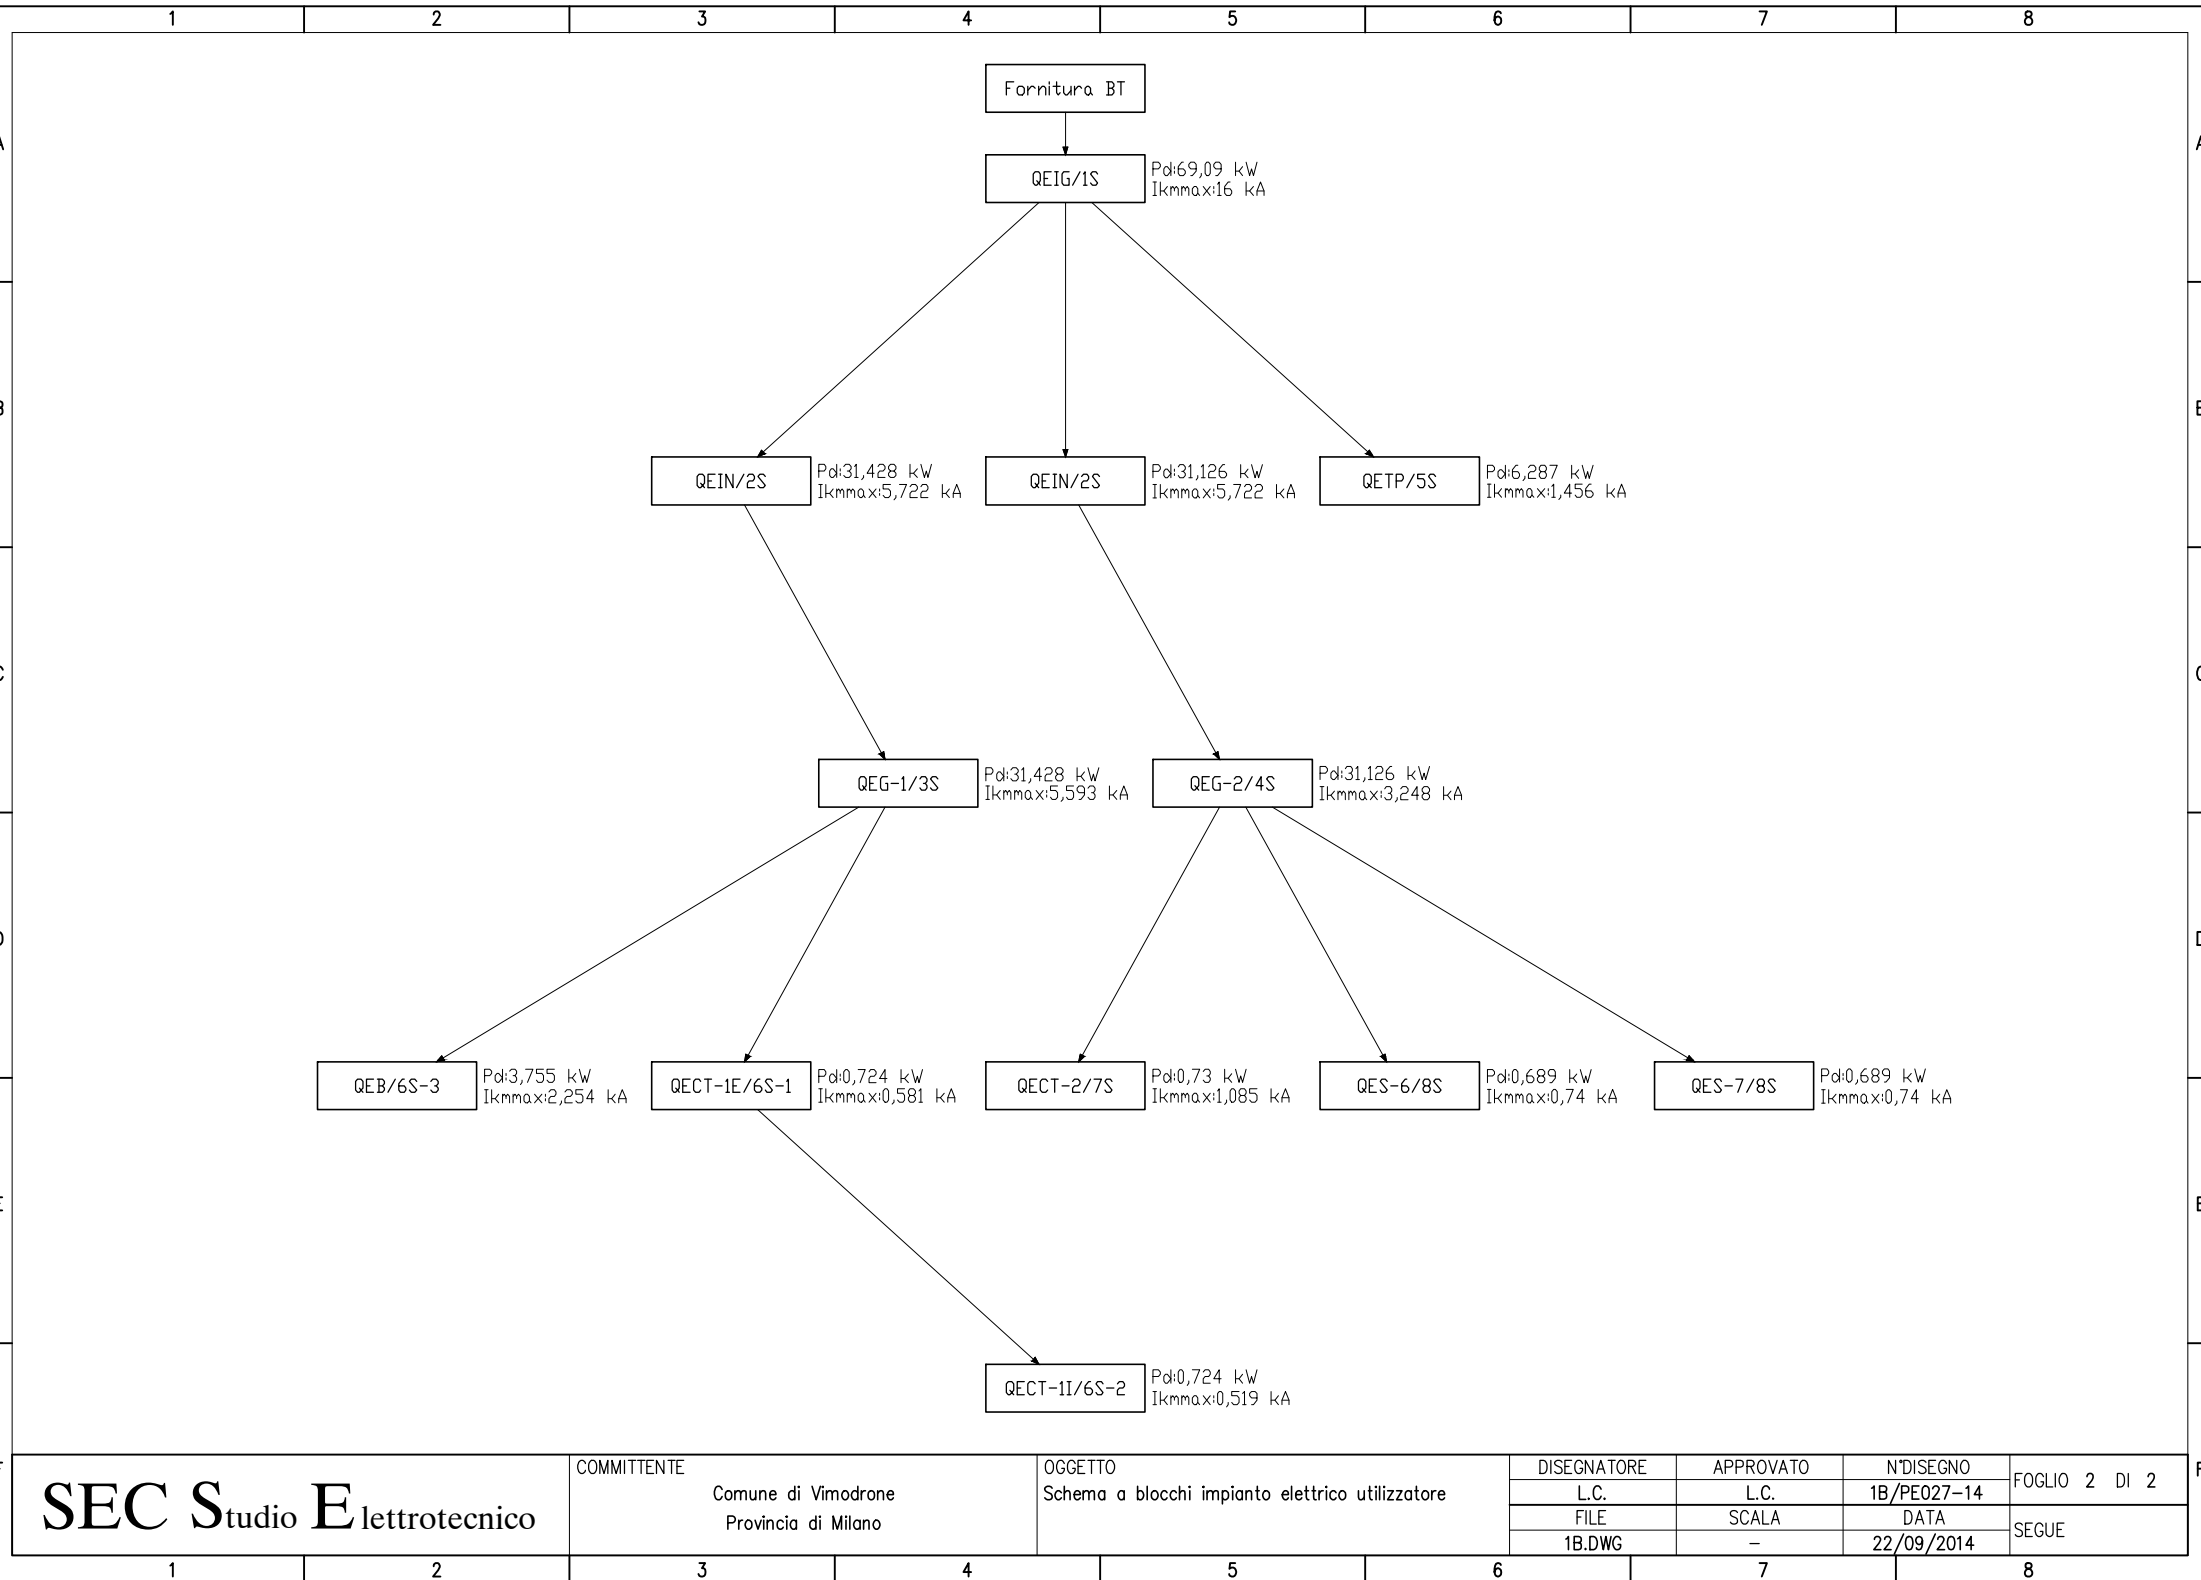 1 2 3 4 5 6 7 8
Fornitura BT
A A
QEIG/1S
Pd:69,09 kW
Ikmmax:16 kA
B
QEIN/2S
Pd:31,428 kW
Ikmmax:5,722 kA
QEIN/2S
Pd:31,126 kW
Ikmmax:5,722 kA
QETP/5S
Pd:6,287 kW
Ikmmax:1,456 kA
C
QEG-1/3S
Pd:31,428 kW
Ikmmax:5,593 kA
QEG-2/4S
Pd:31,126 kW
Ikmmax:3,248 kA
D
QEB/6S-3
Pd:3,755 kW
Ikmmax:2,254 kA
QECT-1E/6S-1
Pd:0,724 kW
Ikmmax:0,581 kA
QECT-2/7S
Pd:0,73 kW
Ikmmax:1,085 kA
QES-6/8S
Pd:0,689 kW
Ikmmax:0,74 kA
QES-7/8S
Pd:0,689 kW
Ikmmax:0,74 kA
E
QECT-1I/6S-2
Pd:0,724 kW
Ikmmax:0,519 kA
F
SEC Studio Elettrotecnico
COMMITTENTE
Comune di Vimodrone
Provincia di Milano
OGGETTO
Schema a blocchi impianto elettrico utilizzatore
DISEGNATORE APPROVATO N°DISEGNO
L.C. L.C. 1B/PE027-14
FILE SCALA DATA
1B.DWG - 22/09/2014
FOGLIO 2 DI 2
SEGUE
1 2 3 4 5 6 7 8